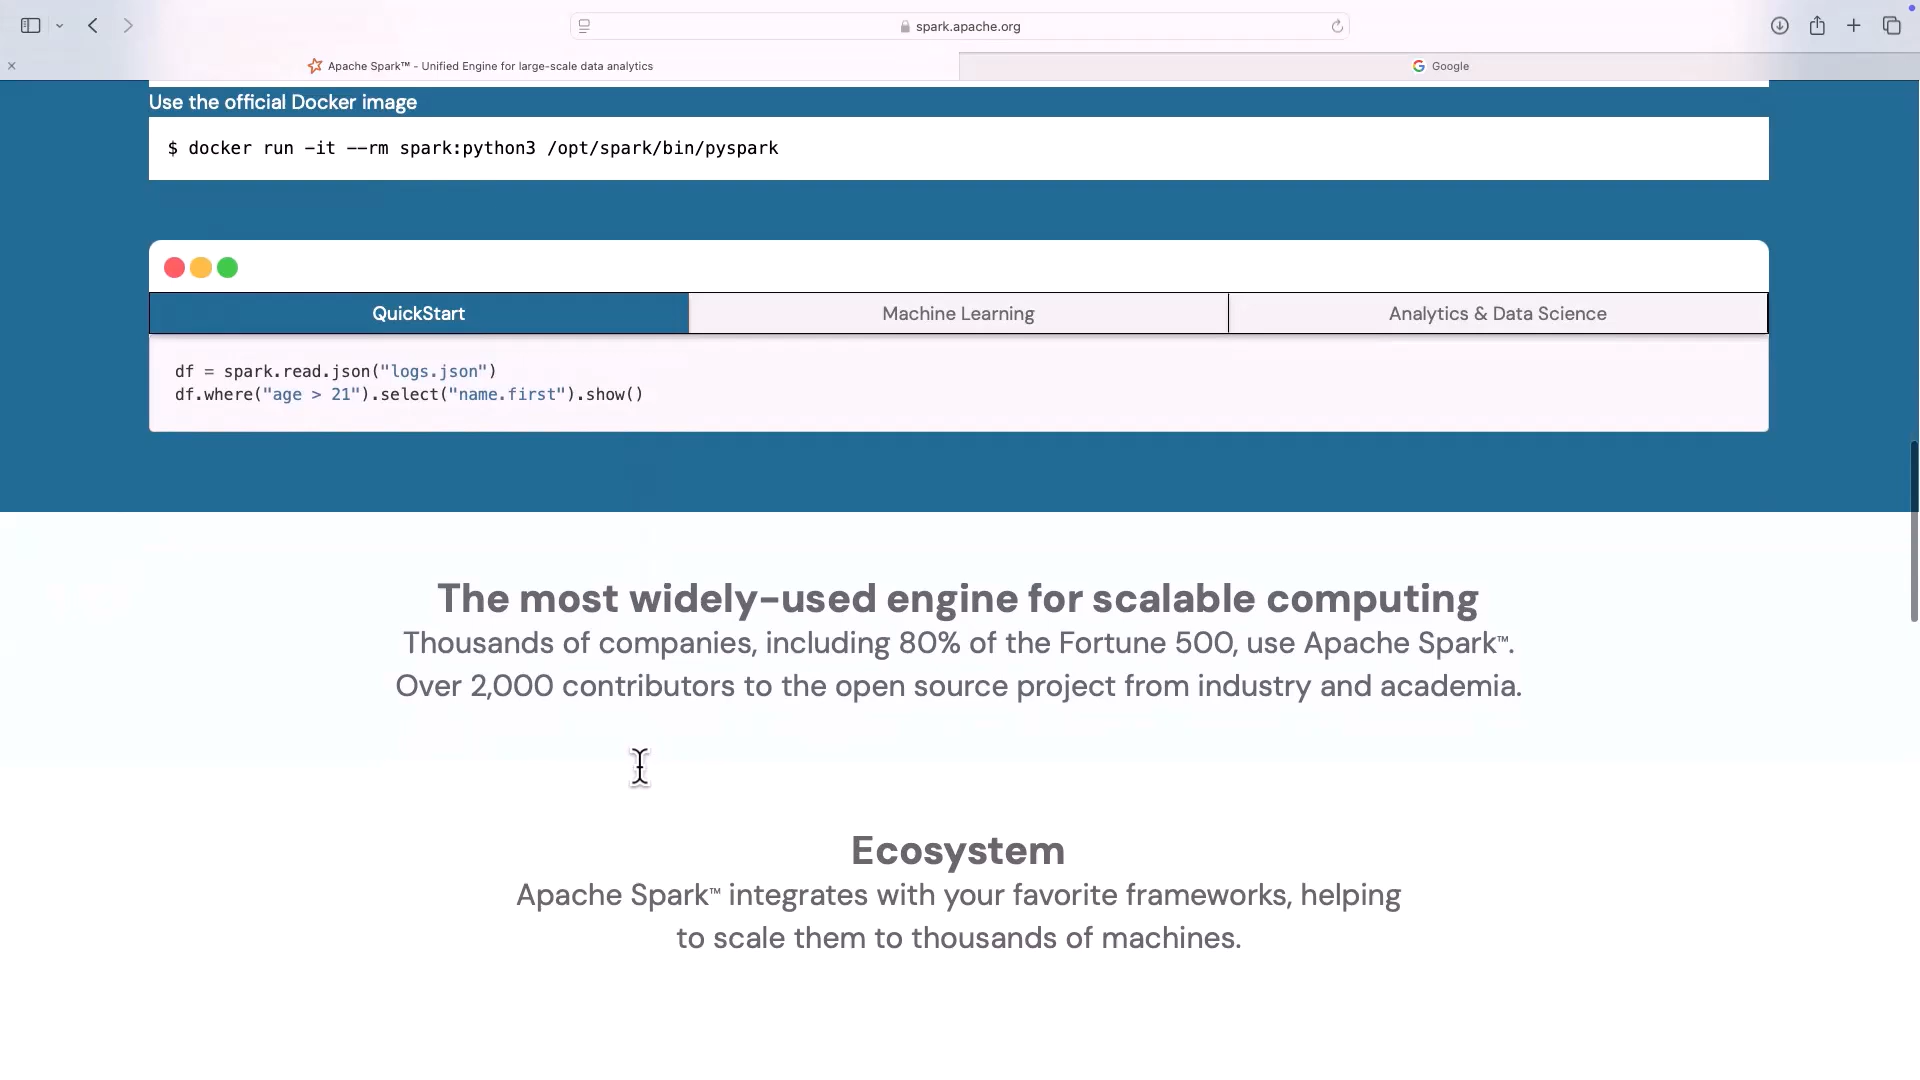 spark.apache.org
Apache Spark™ - Unified Engine for large-scale data analytics
Google
Use the official Docker image
$ docker run -it --rm spark:python3 /opt/spark/bin/pyspark
QuickStart
Machine Learning
Analytics & Data Science
df = spark.read.json("logs.json")
df.where("age > 21").select("name.first").show()
The most widely-used engine for scalable computing
Thousands of companies, including 80% of the Fortune 500, use Apache Spark™.
Over 2,000 contributors to the open source project from industry and academia.
Ecosystem
Apache Spark™ integrates with your favorite frameworks, helping
to scale them to thousands of machines.